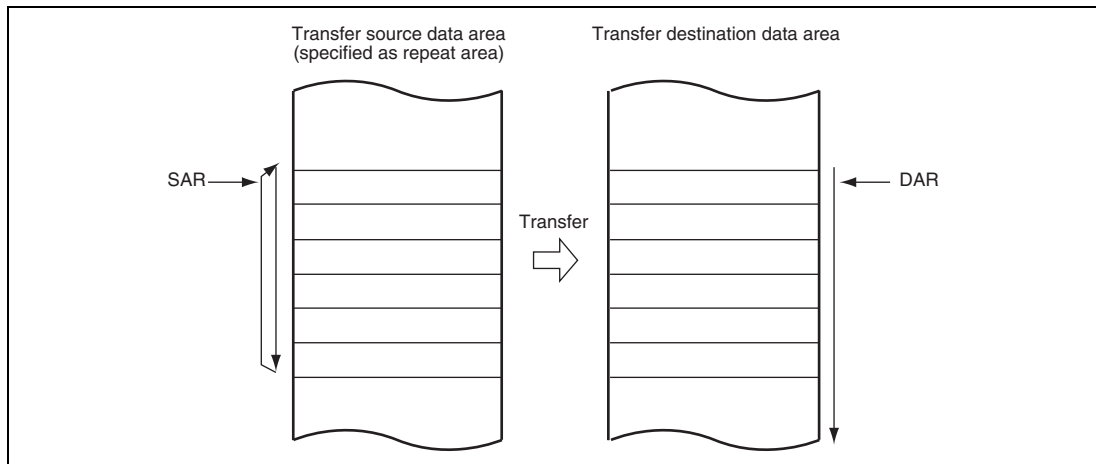 Transfer source data area
(specified as repeat area)
Transfer destination data area
SAR
Transfer
DAR